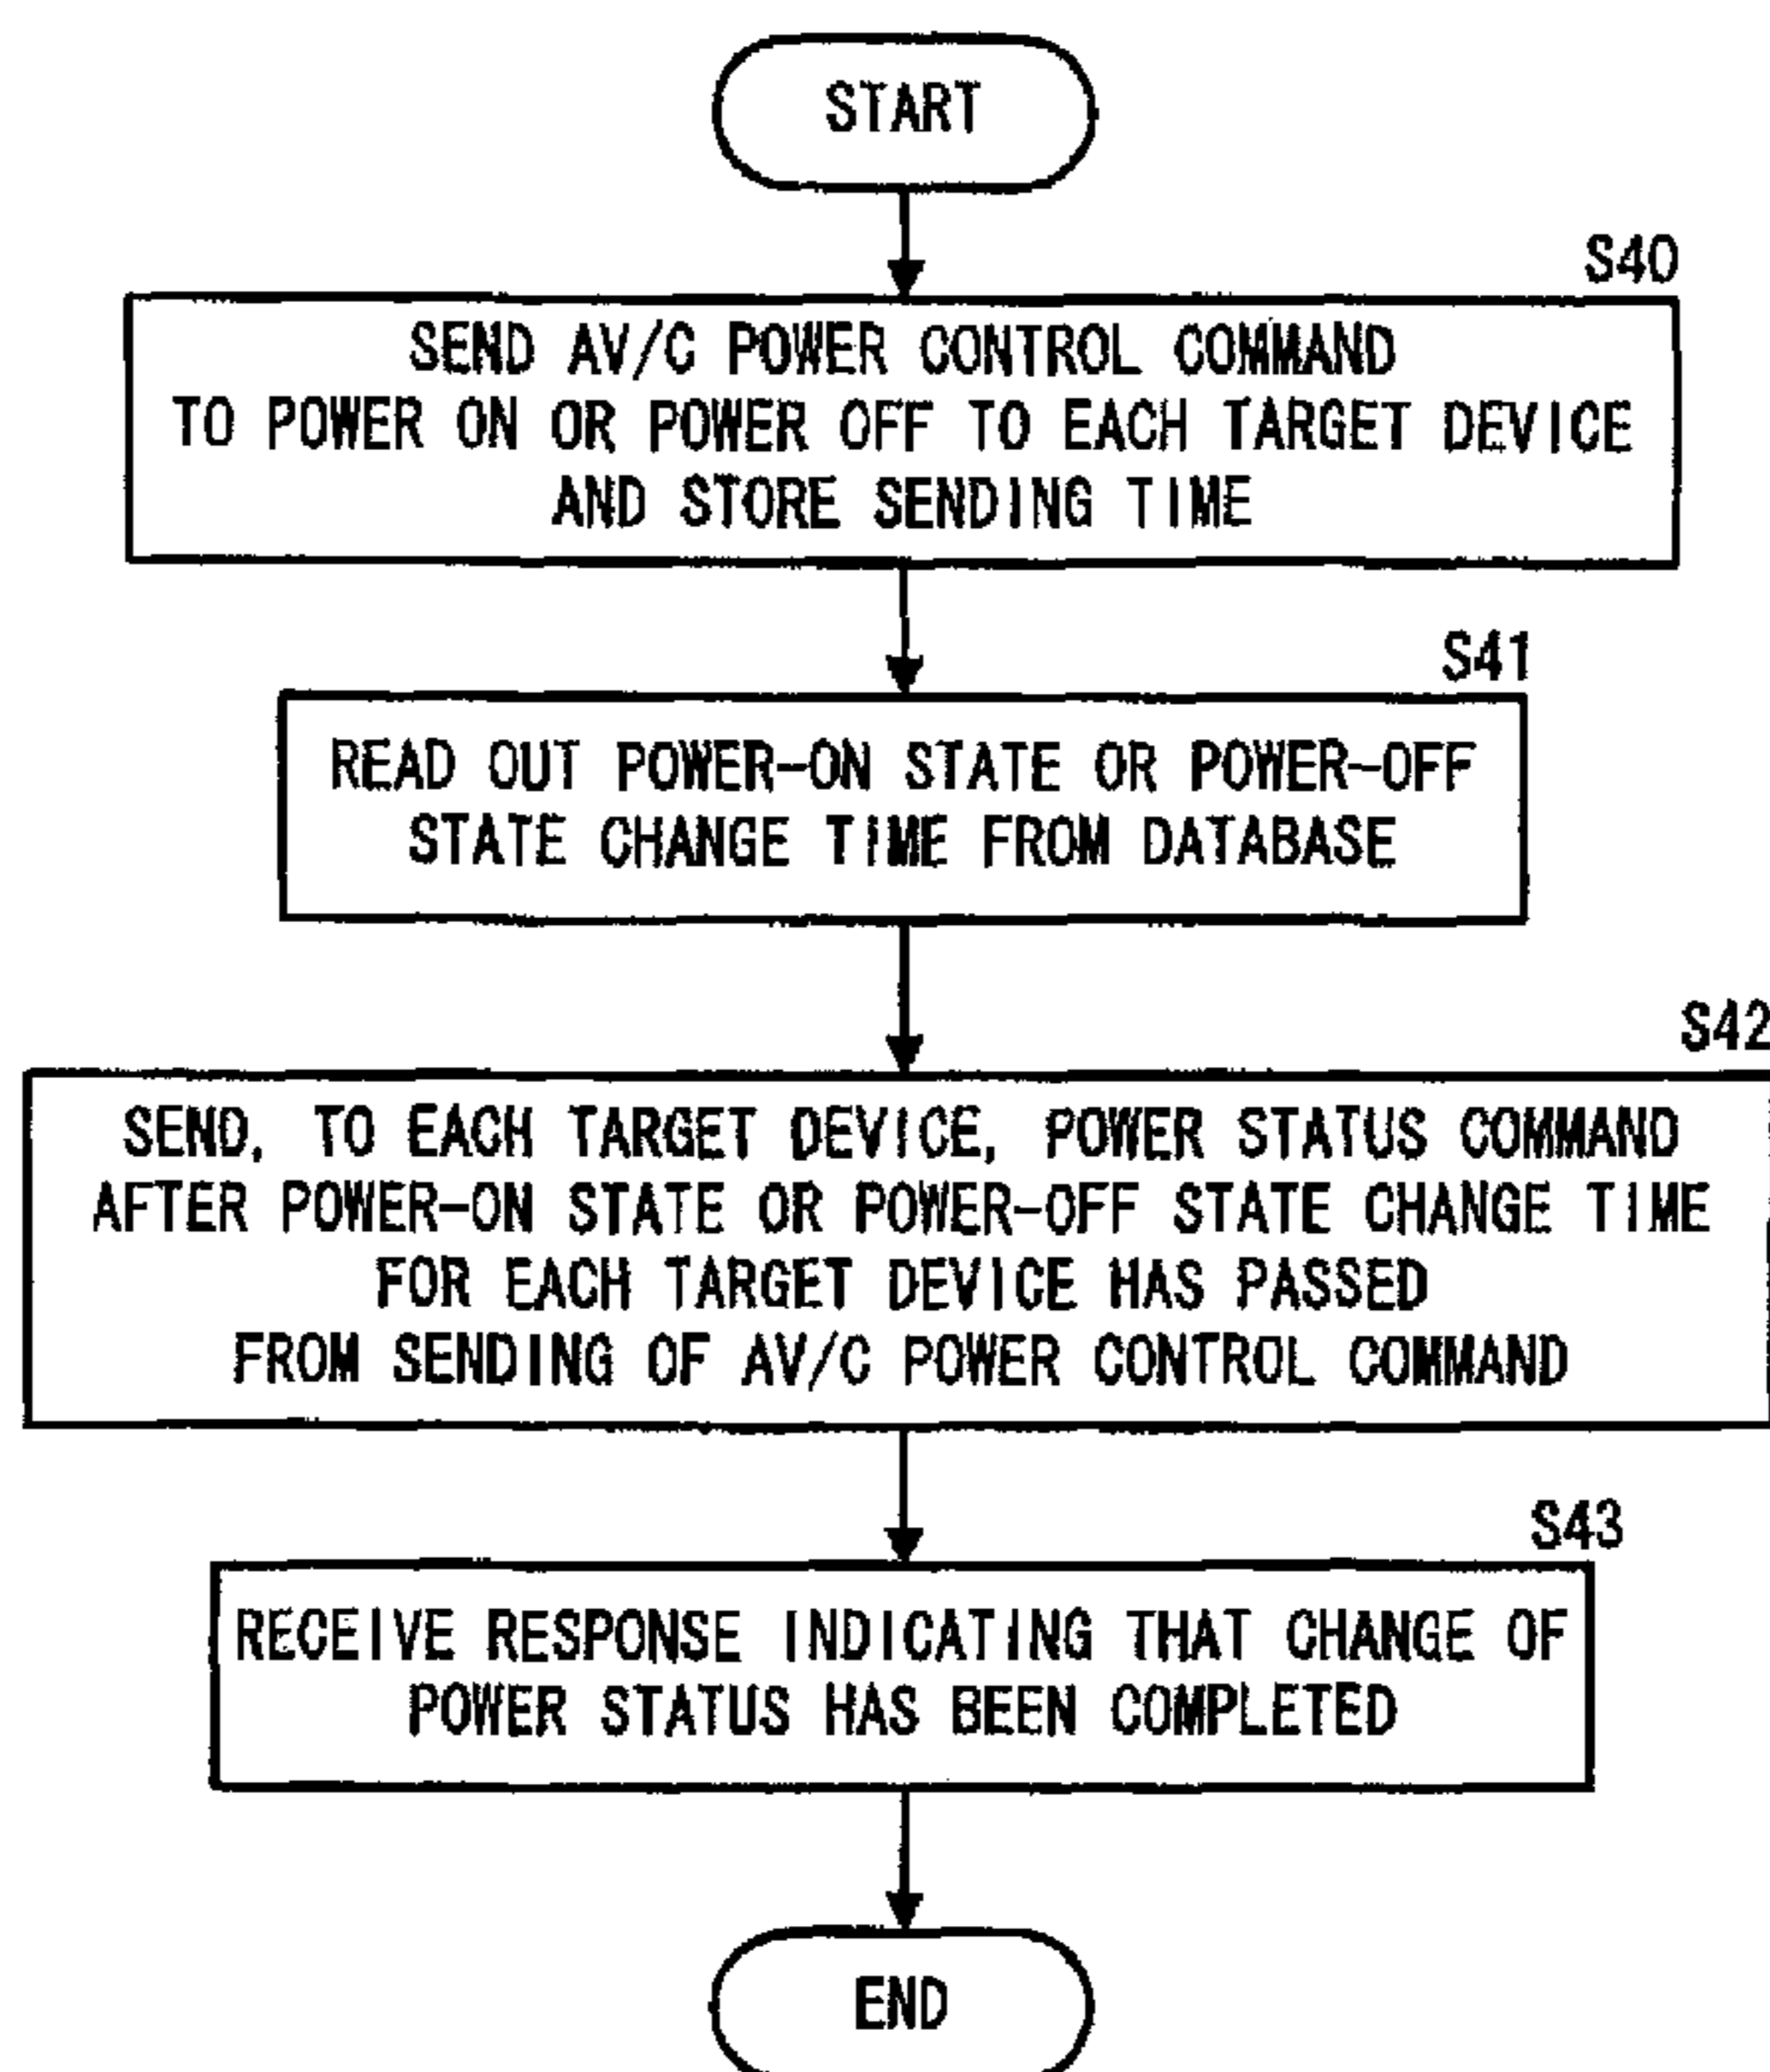 START
S40
SEND AV/C POWER CONTROL COMMAND
TO POWER ON OR POWER OFF TO EACH TARGET DEVICE
AND STORE SENDING TIME
S41
READ OUT POWER-ON STATE OR POWER-OFF
STATE CHANGE TIME FROM DATABASE
S42
SEND, TO EACH TARGET DEVICE, POWER STATUS COMMAND
AFTER POWER-ON STATE OR POWER-OFF STATE CHANGE TIME
FOR EACH TARGET DEVICE HAS PASSED
FROM SENDING OF AV/C POWER CONTROL COMMAND
S43
RECEIVE RESPONSE INDICATING THAT CHANGE OF
POWER STATUS HAS BEEN COMPLETED
END